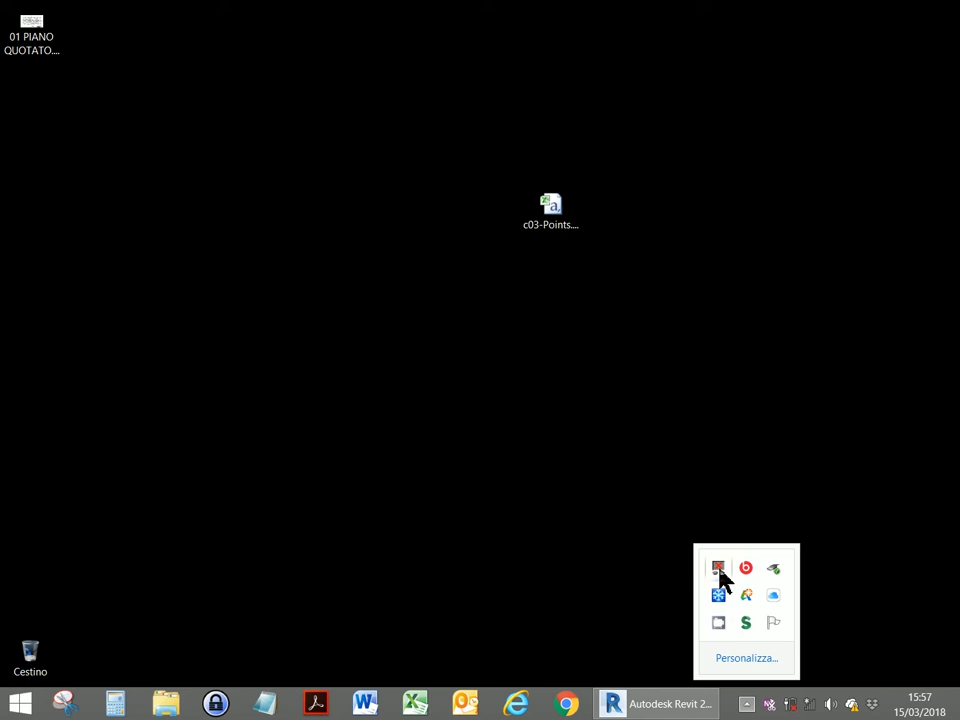 01 PIANO
QUOTATO....
c03-Points....
Personalizza...
Cestino
Autodesk Revit 2...
15:57
15/03/2018